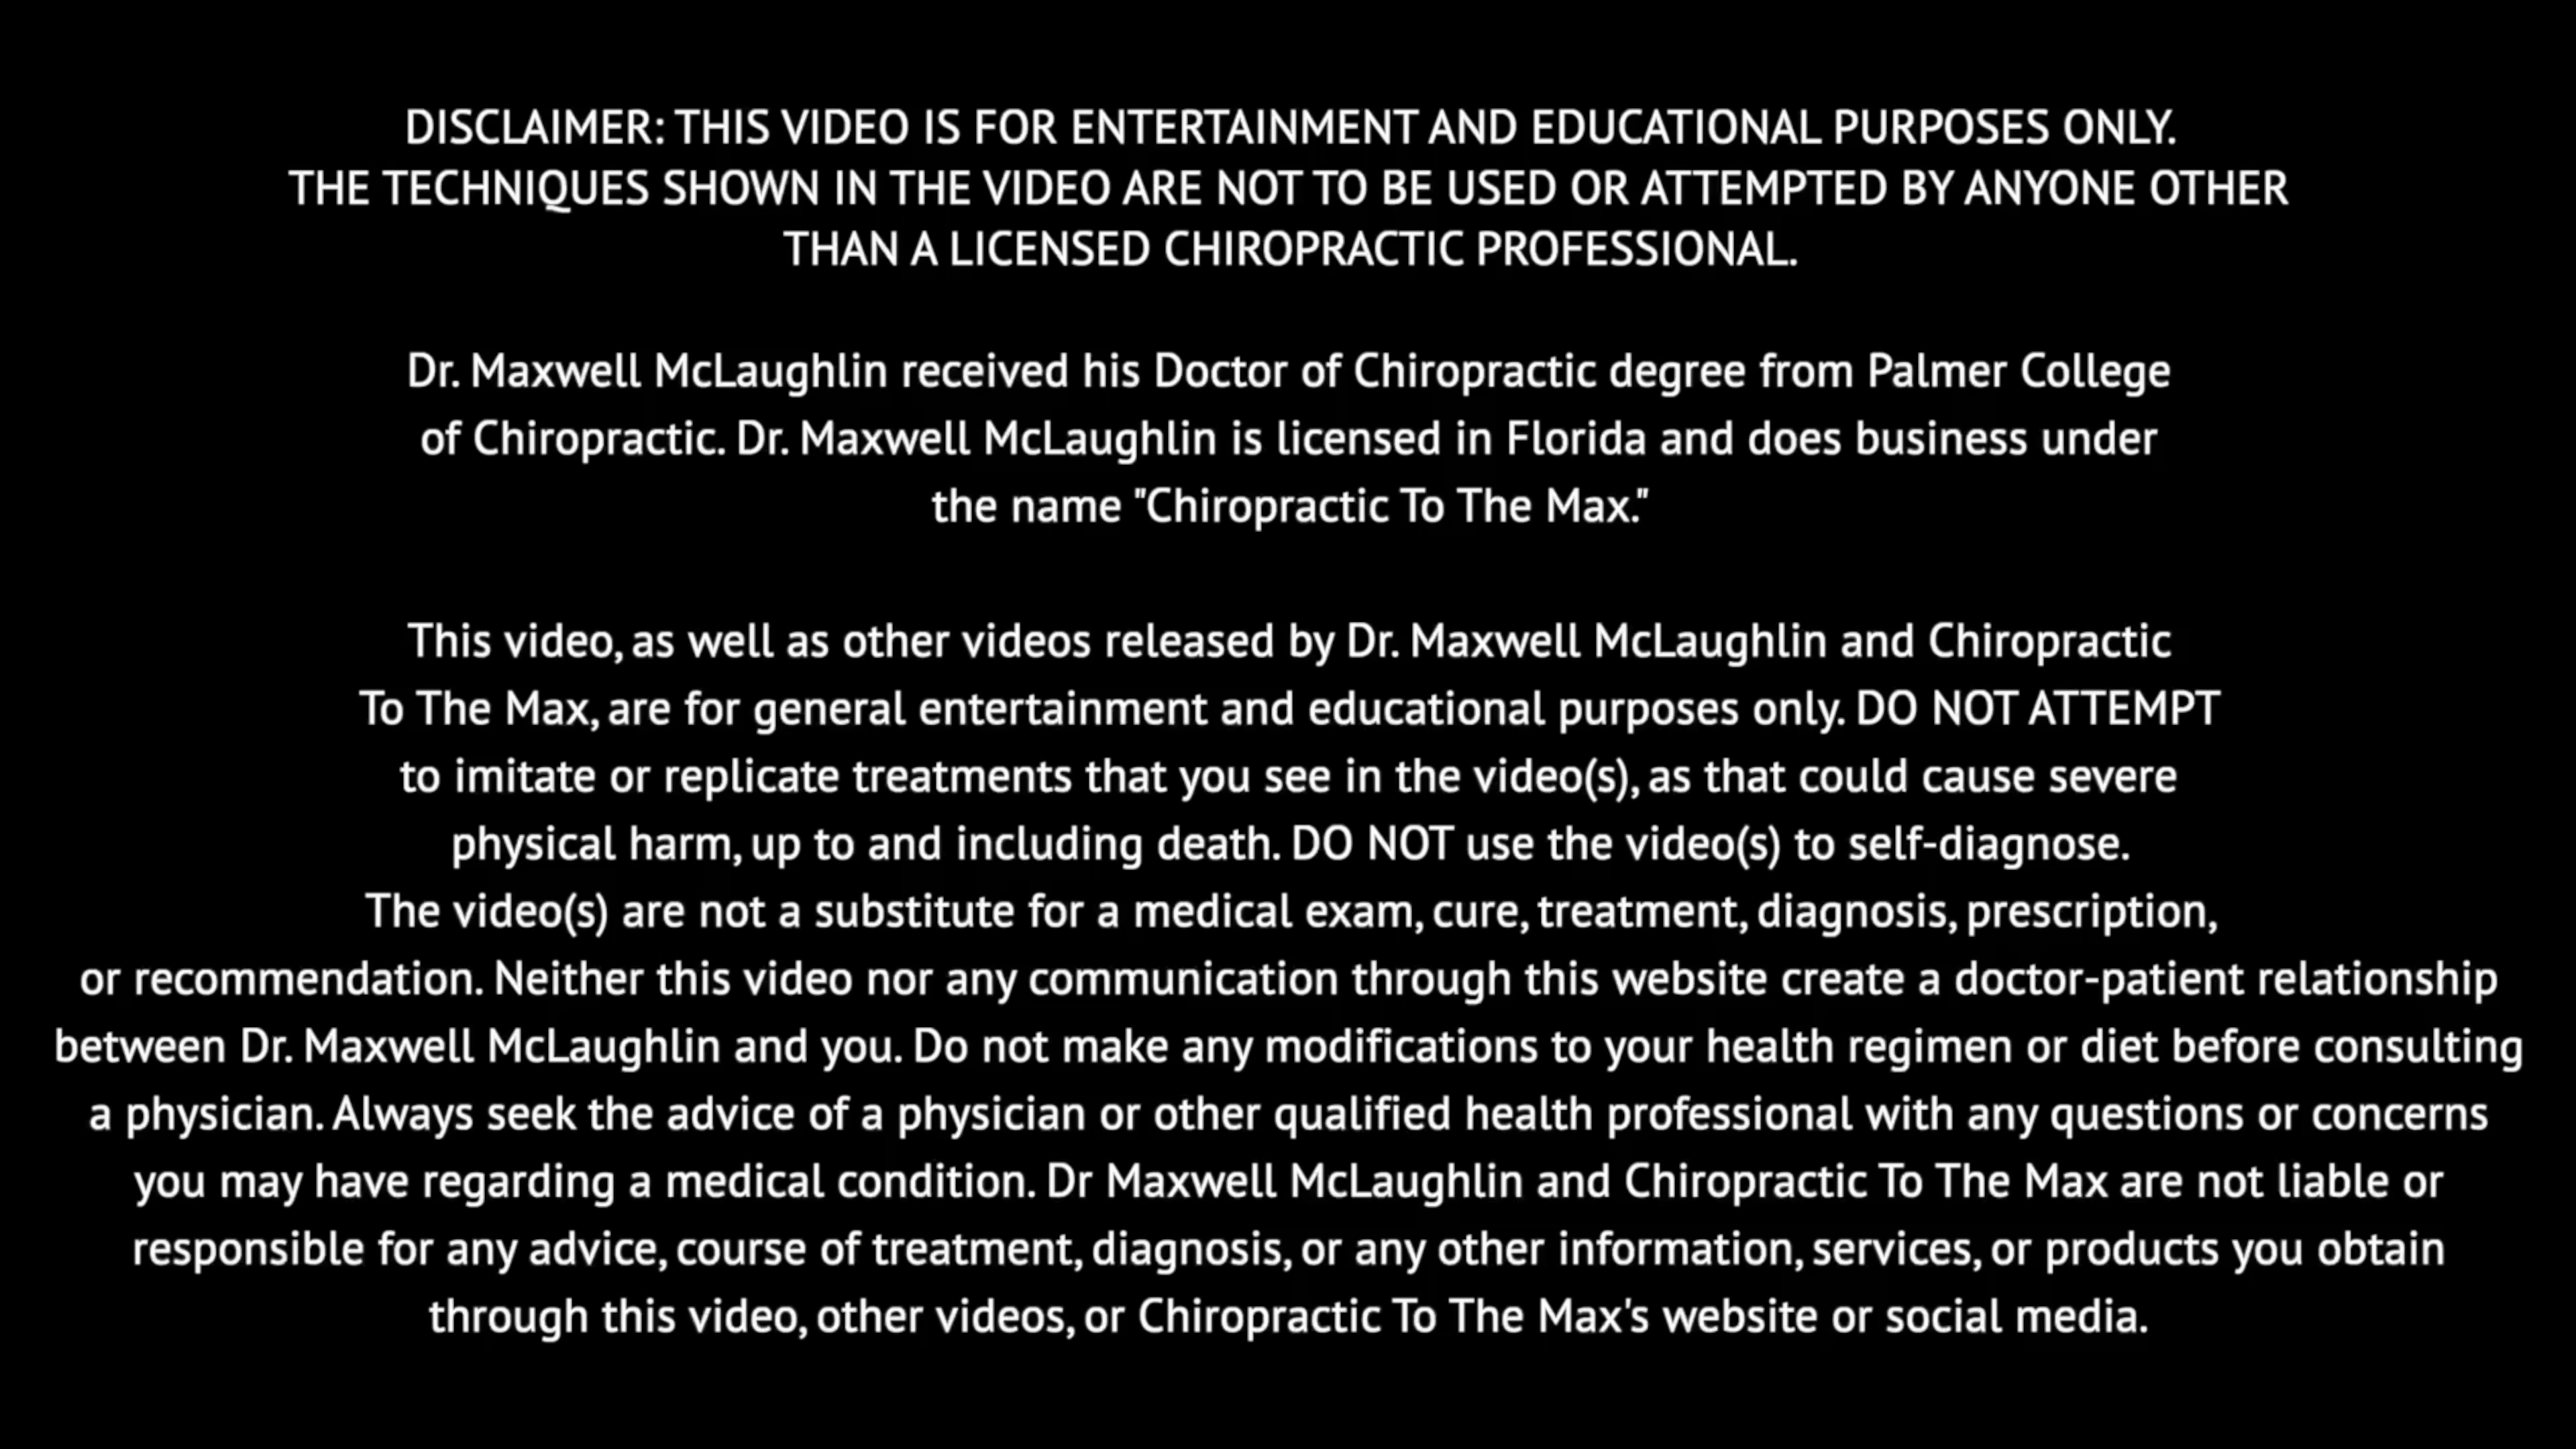 DISCLAIMER: THIS VIDEO IS FOR ENTERTAINMENT AND EDUCATIONAL PURPOSES ONLY.
THE TECHNIQUES SHOWN IN THE VIDEO ARE NOT TO BE USED OR ATTEMPTED BY ANYONE OTHER
THAN A LICENSED CHIROPRACTIC PROFESSIONAL.
Dr. Maxwell McLaughlin received his Doctor of Chiropractic degree from Palmer College
of Chiropractic. Dr. Maxwell McLaughlin is licensed in Florida and does business under
the name "Chiropractic To The Max."
This video, as well as other videos released by Dr. Maxwell McLaughlin and Chiropractic
To The Max, are for general entertainment and educational purposes only. DO NOT ATTEMPT
to imitate or replicate treatments that you see in the video(s), as that could cause severe
physical harm, up to and including death. DO NOT use the video(s) to self-diagnose.
The video(s) are not a substitute for a medical exam, cure, treatment, diagnosis, prescription,
or recommendation. Neither this video nor any communication through this website create a doctor-patient relationship
between Dr. Maxwell McLaughlin and you. Do not make any modifications to your health regimen or diet before consulting
a physician. Always seek the advice of a physician or other qualified health professional with any questions or concerns
you may have regarding a medical condition. Dr Maxwell McLaughlin and Chiropractic To The Max are not liable or
responsible for any advice, course of treatment, diagnosis, or any other information, services, or products you obtain
through this video, other videos, or Chiropractic To The Max's website or social media.